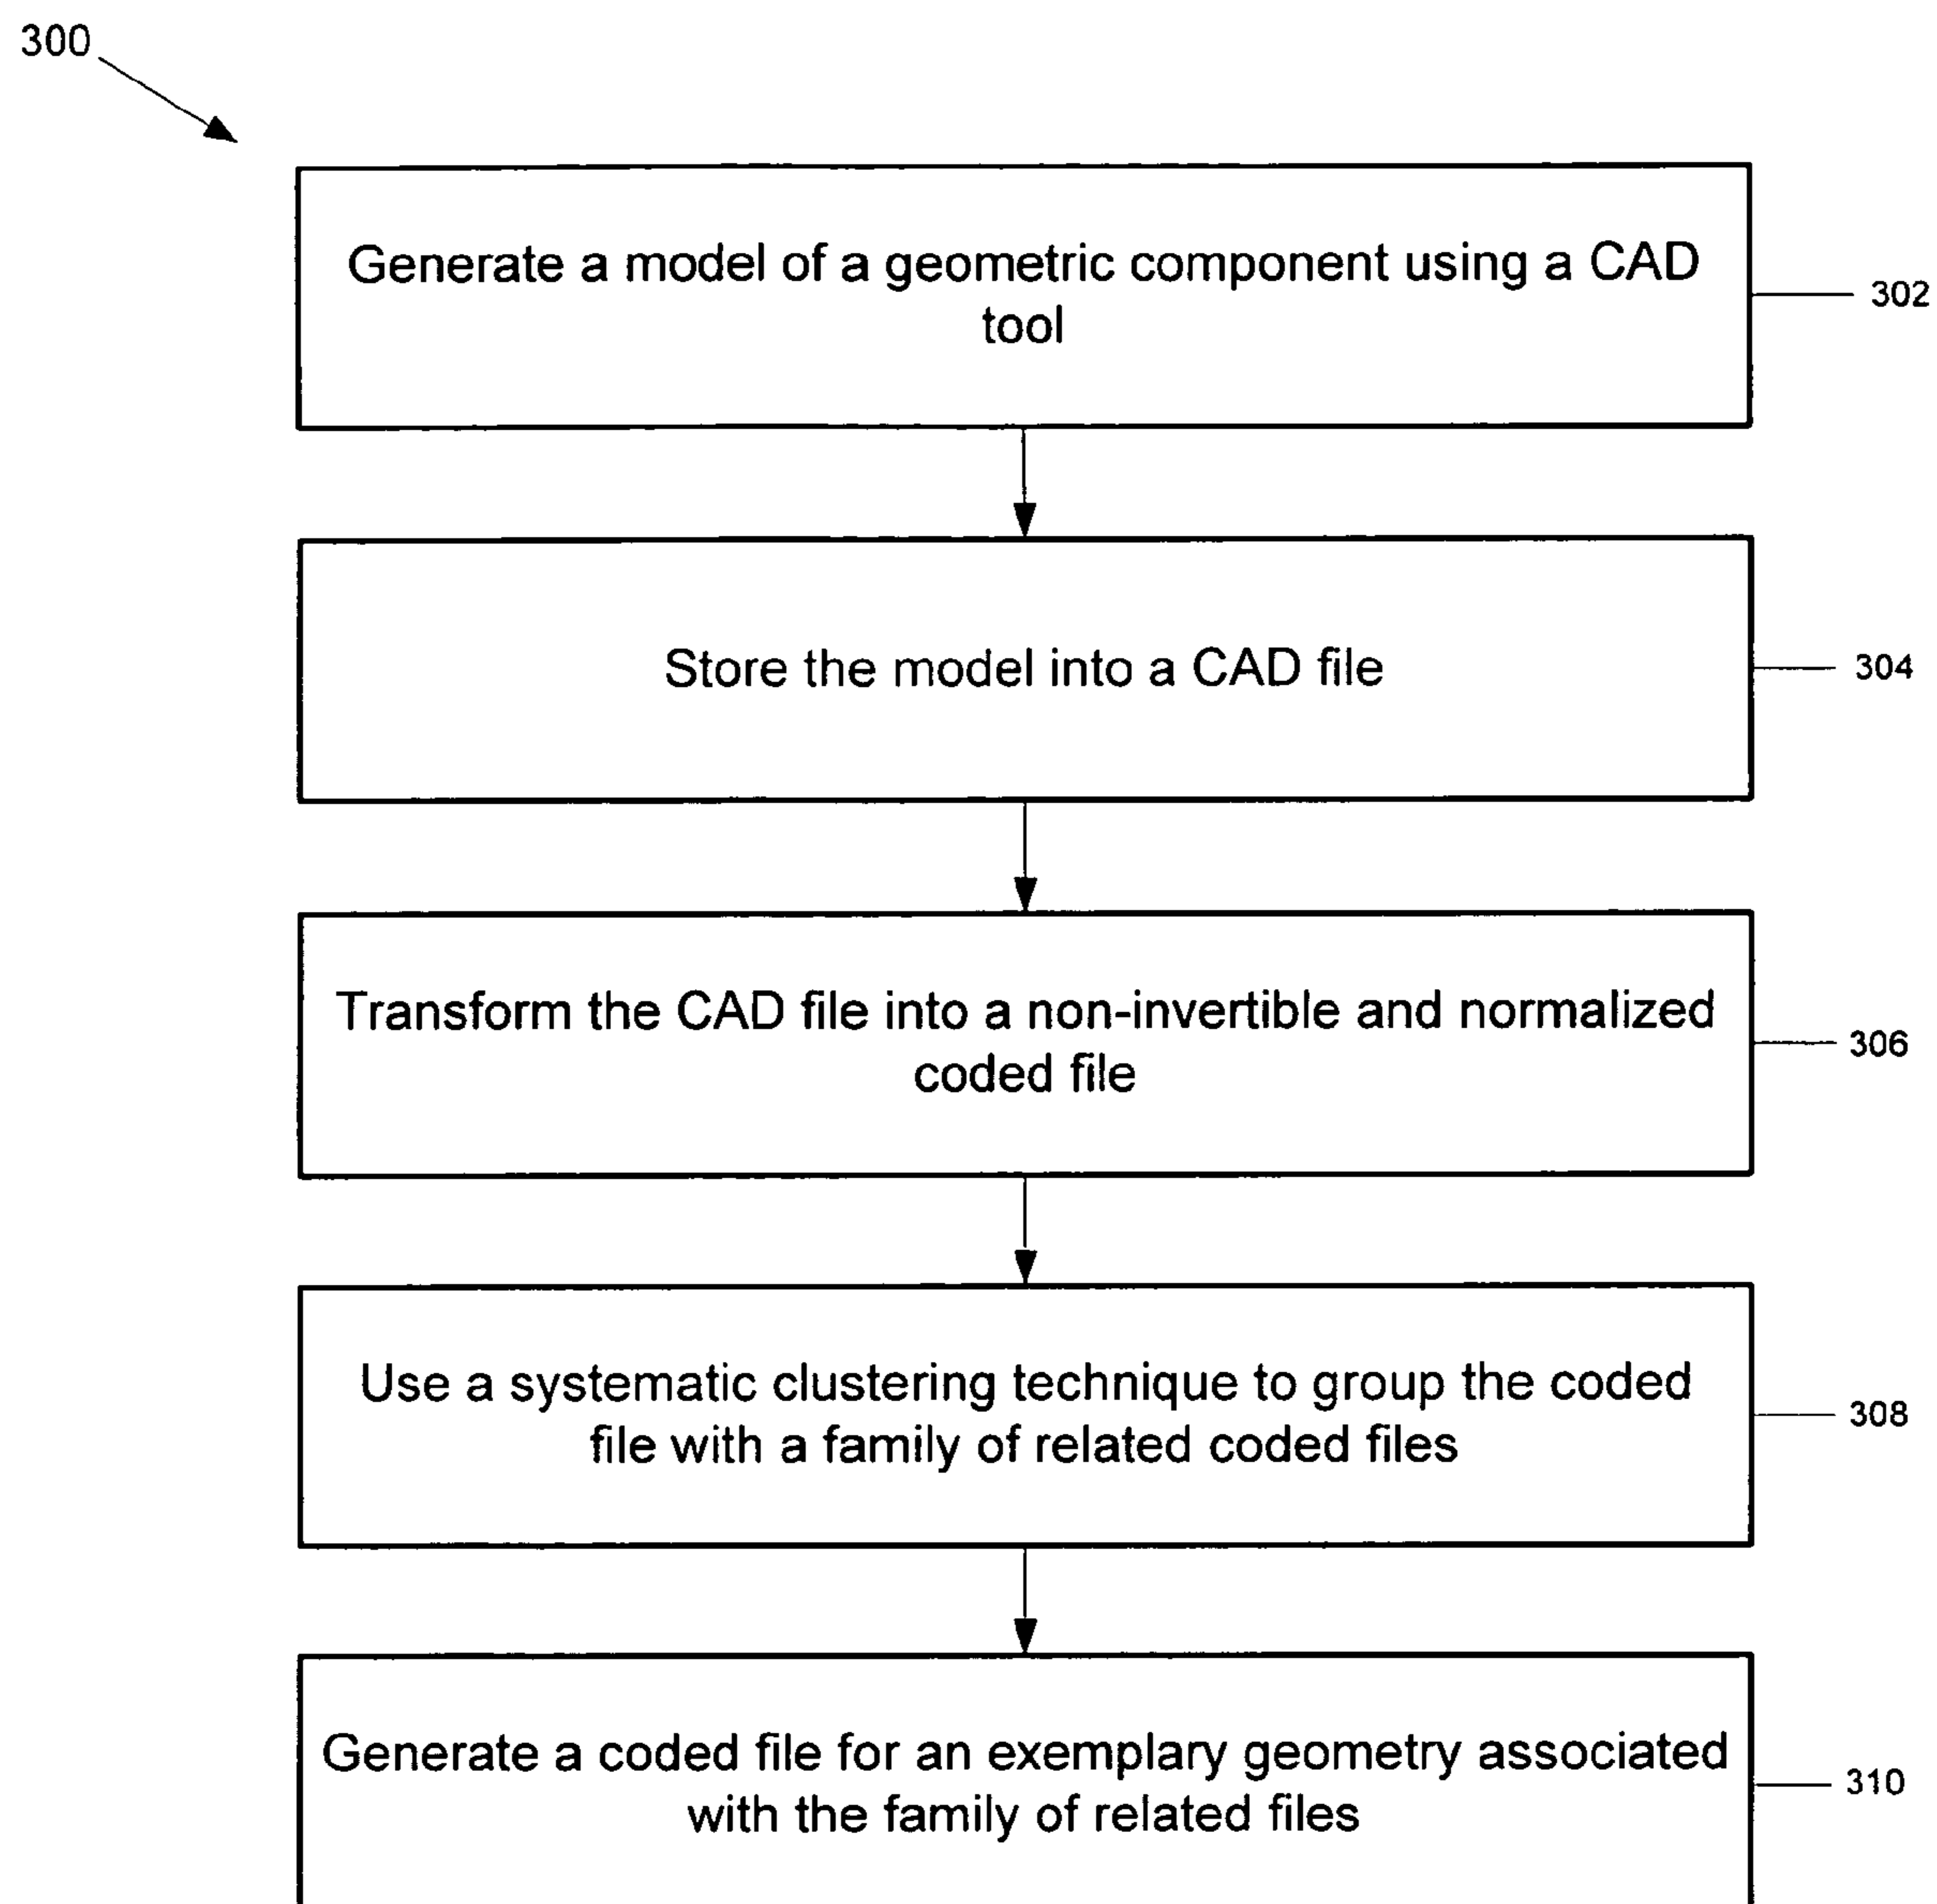 300
Generate a model of a geometric component using a CAD
tool
302
Store the model into a CAD file
304
Transform the CAD file into a non-invertible and normalized
coded file
306
Use a systematic clustering technique to group the coded
file with a family of related coded files
308
Generate a coded file for an exemplary geometry associated
with the family of related files
310